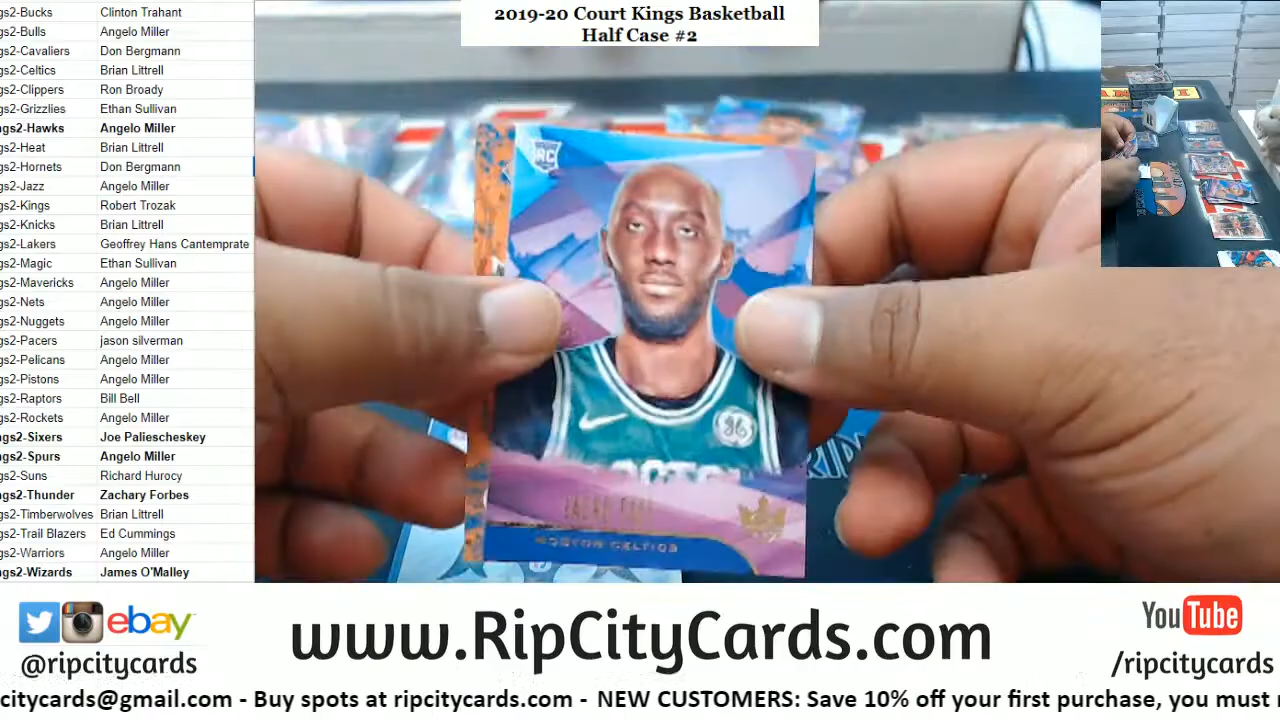 gs2-Bucks Clinton Trahant
gs2-Bulls Angelo Miller
gs2-Cavaliers Don Bergmann
gs2-Celtics Brian Littrell
gs2-Clippers Ron Broady
gs2-Grizzlies Ethan Sullivan
ngs2-Hawks Angelo Miller
gs2-Heat Brian Littrell
gs2-Hornets Don Bergmann
gs2-Jazz Angelo Miller
gs2-Kings Robert Trozak
gs2-Knicks Brian Littrell
gs2-Lakers Geoffrey Hans Cantemprate
gs2-Magic Ethan Sullivan
gs2-Mavericks Angelo Miller
gs2-Nets Angelo Miller
gs2-Nuggets Angelo Miller
gs2-Pacers jason silverman
gs2-Pelicans Angelo Miller
gs2-Pistons Angelo Miller
gs2-Raptors Bill Bell
gs2-Rockets Angelo Miller
ngs2-Sixers Joe Paliescheskey
ngs2-Spurs Angelo Miller
gs2-Suns Richard Hurocy
ngs2-Thunder Zachary Forbes
gs2-Timberwolves Brian Littrell
gs2-Trail Blazers Ed Cummings
gs2-Warriors Angelo Miller
ngs2-Wizards James O'Malley
2019-20 Court Kings Basketball
Half Case #2
RC
GE
TACKO FALL
BOSTON CELTICS
ebay
@ripcitycards
www.RipCityCards.com
YouTube
/ripcitycards
citycards@gmail.com - Buy spots at ripcitycards.com - NEW CUSTOMERS: Save 10% off your first purchase, you must